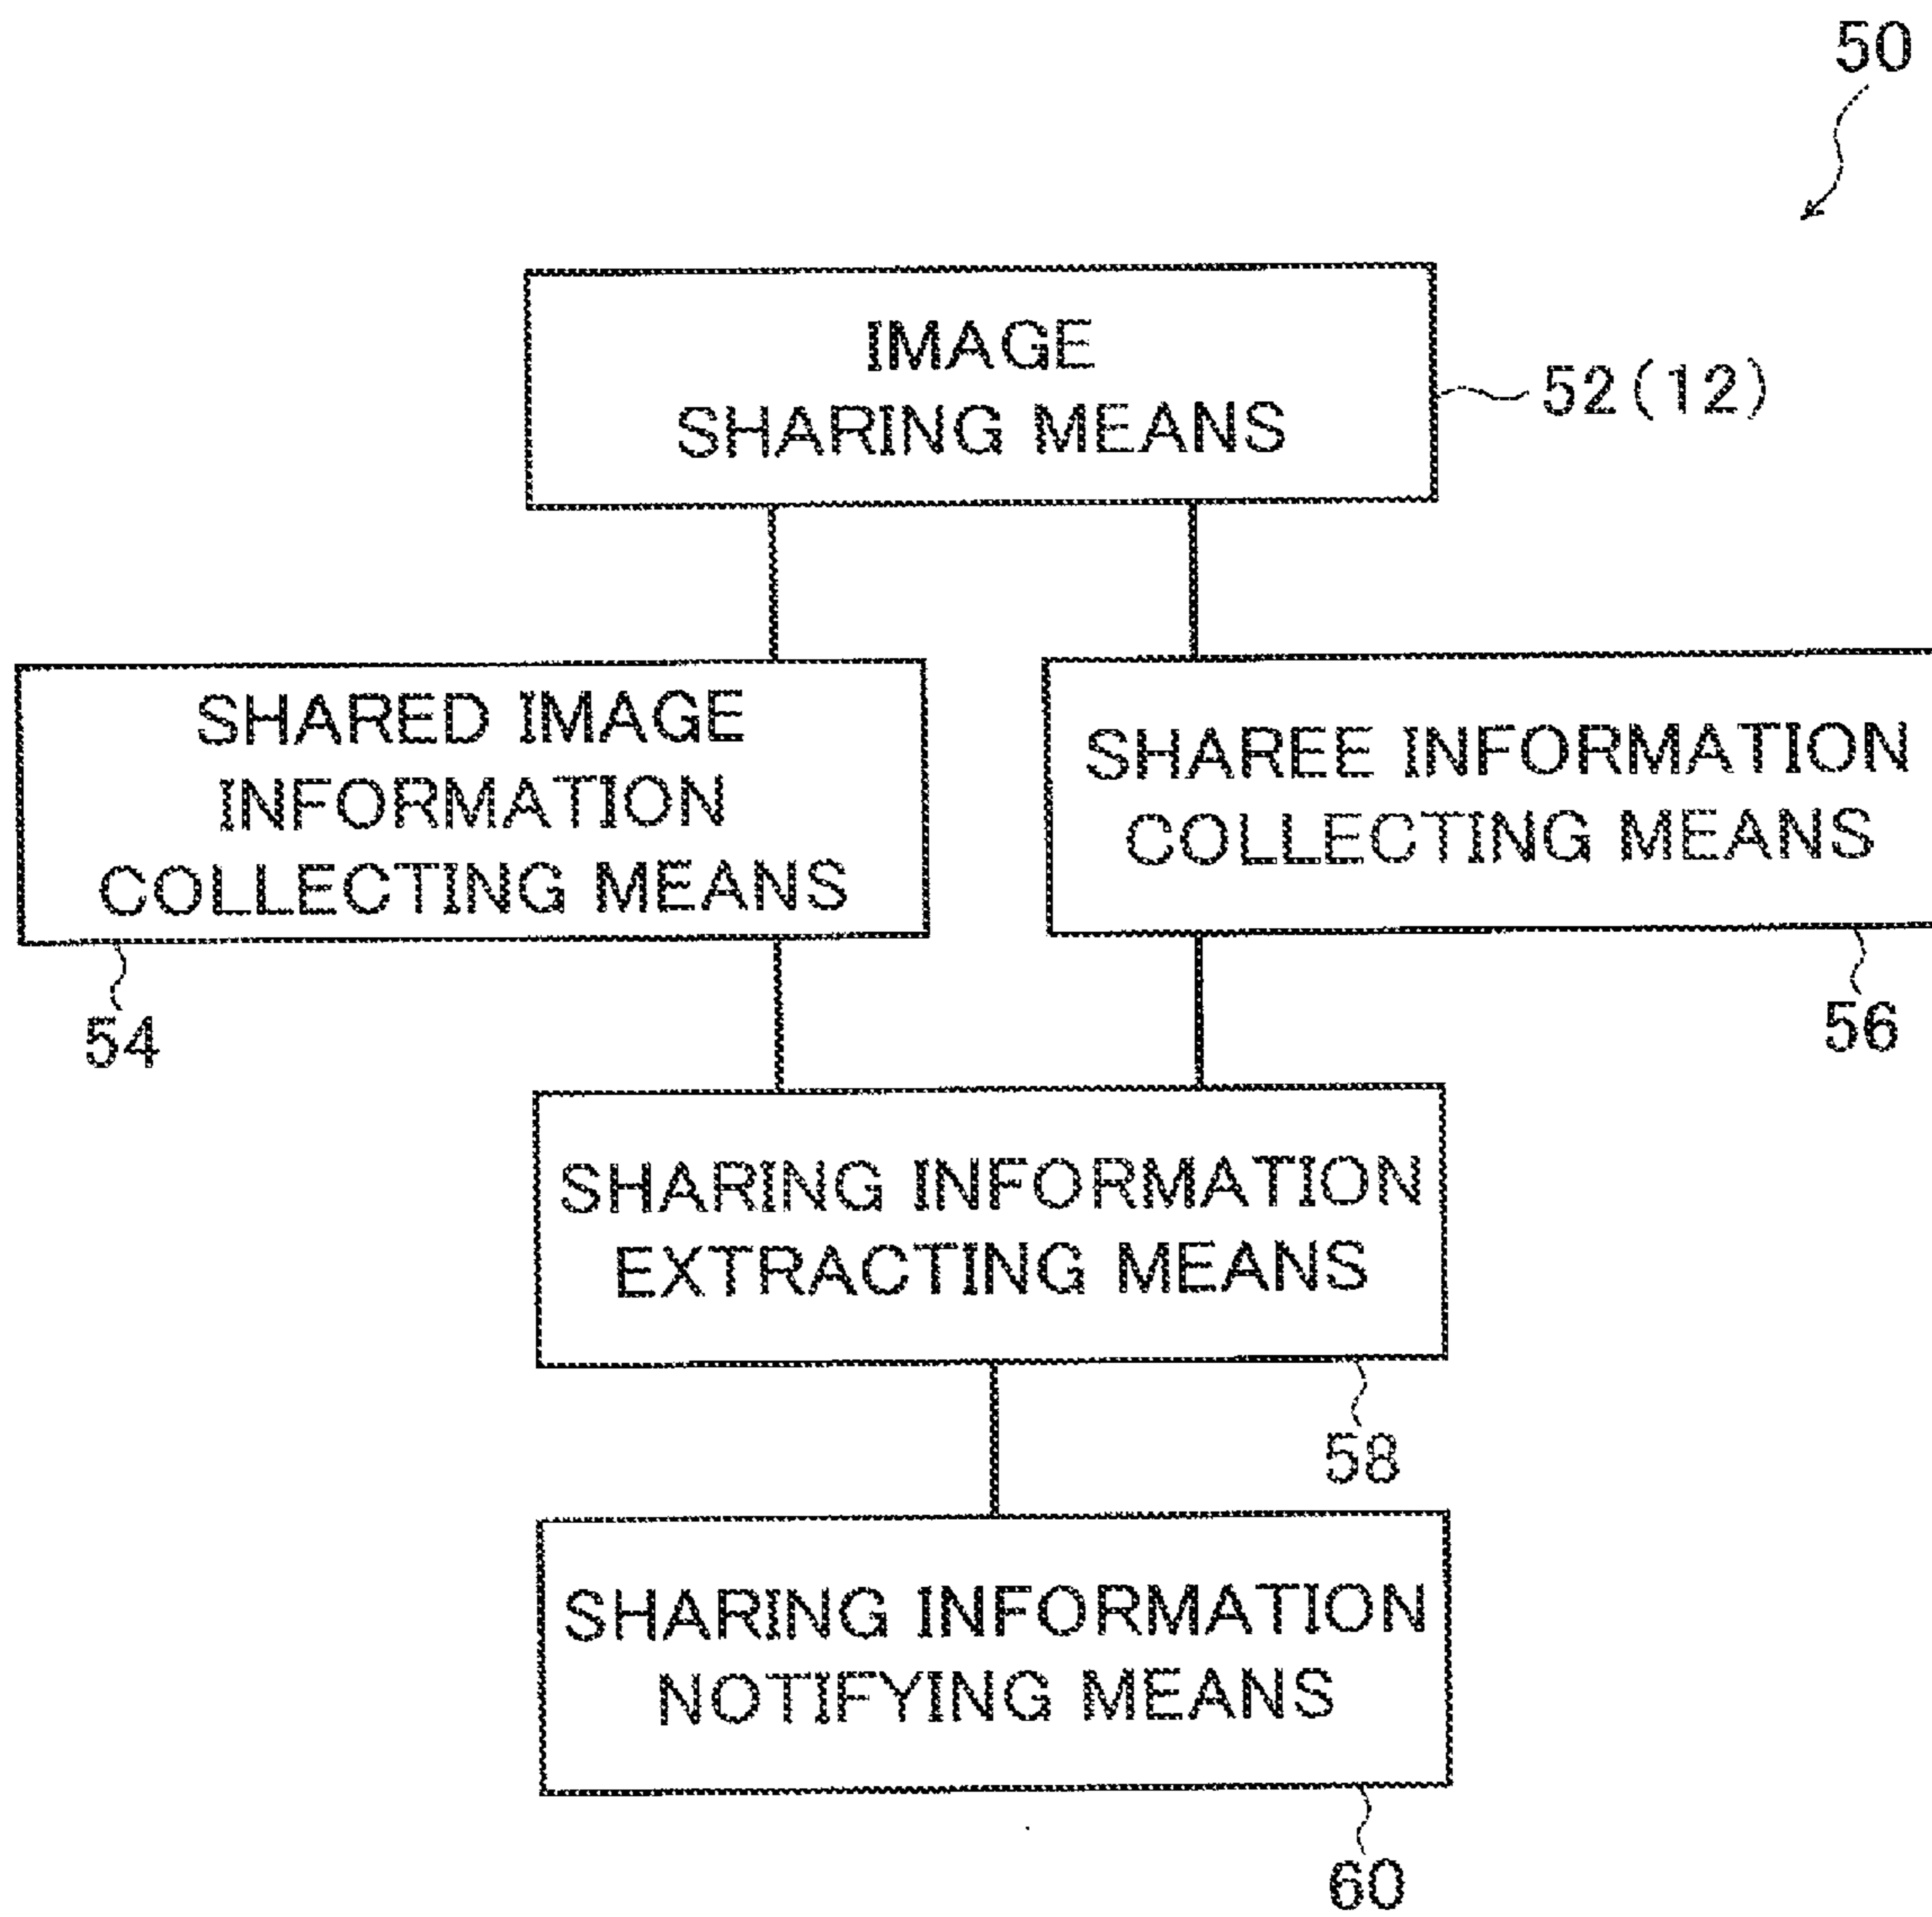 50
IMAGE
SHARING MEANS
52(12)
SHARED IMAGE
INFORMATION
COLLECTING MEANS
54
SHAREE INFORMATION
COLLECTING MEANS
56
SHARING INFORMATION
EXTRACTING MEANS
58
SHARING INFORMATION
NOTIFYING MEANS
60